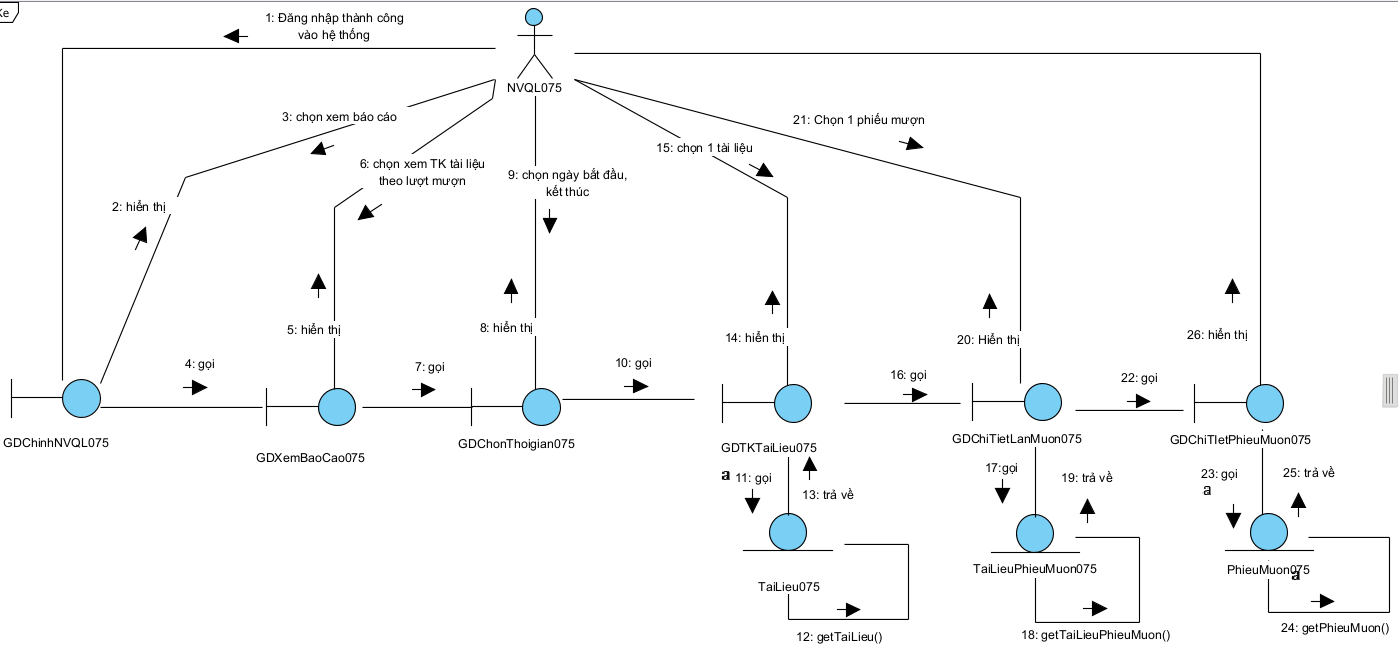 Ke
1: Đăng nhập thành công
vào hệ thống
NVQL075
3: chọn xem báo cáo
21: Chọn 1 phiếu mượn
15: chọn 1 tài liệu
6: chọn xem TK tài liệu
theo lượt mượn
9: chọn ngày bắt đầu,
kết thúc
2: hiển thị
5: hiển thị
8: hiển thị
14: hiển thị
20: Hiển thị
26: hiển thị
4: gọi
7: gọi
10: gọi
16: gọi
22: gọi
GDChinhNVQL075
GDXemBaoCao075
GDChonThoigian075
GDTKTaiLieu075
GDChiTietLanMuon075
GDChiTIetPhieuMuon075
a
11: gọi
13: trả về
17:gọi
19: trả về
23: gọi
a
25: trả về
TaiLieu075
TaiLieuPhieuMuon075
PhieuMuon075
a
12: getTaiLieu()
18: getTaiLieuPhieuMuon()
24: getPhieuMuon()